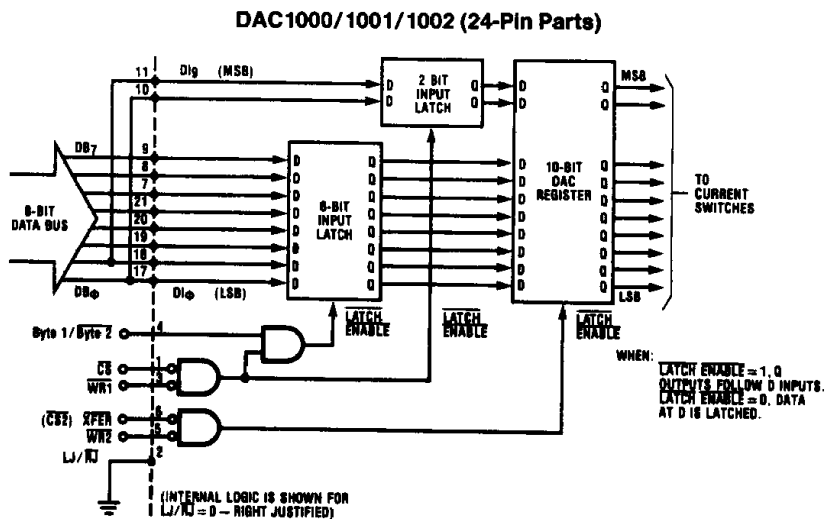 DAC1000/1001/1002 (24-Pin Parts)
11 DI9 (MSB)
10
D Q
D Q
2 BIT
INPUT
LATCH
D Q
D Q
MSB
DB7
9
8
7
21
20
19
18
17
8-BIT
DATA BUS
DBΦ
DIΦ (LSB)
D Q
D Q
D Q
D Q
D Q
D Q
D Q
D Q
8-BIT
INPUT
LATCH
D Q
D Q
D Q
D Q
D Q
D Q
D Q
D Q
10-BIT
DAC
REGISTER
TO
CURRENT
SWITCHES
LSB
LATCH
ENABLE
LATCH
ENABLE
LATCH
ENABLE
Byte 1/Byte 2 4
CS 1
WR1 3
(CS2) XFER 6
WR2 5
LJ/RJ 2
WHEN:
LATCH ENABLE = 1, Q
OUTPUTS FOLLOW D INPUTS.
LATCH ENABLE = 0, DATA
AT D IS LATCHED.
(INTERNAL LOGIC IS SHOWN FOR
LJ/RJ = 0 — RIGHT JUSTIFIED)